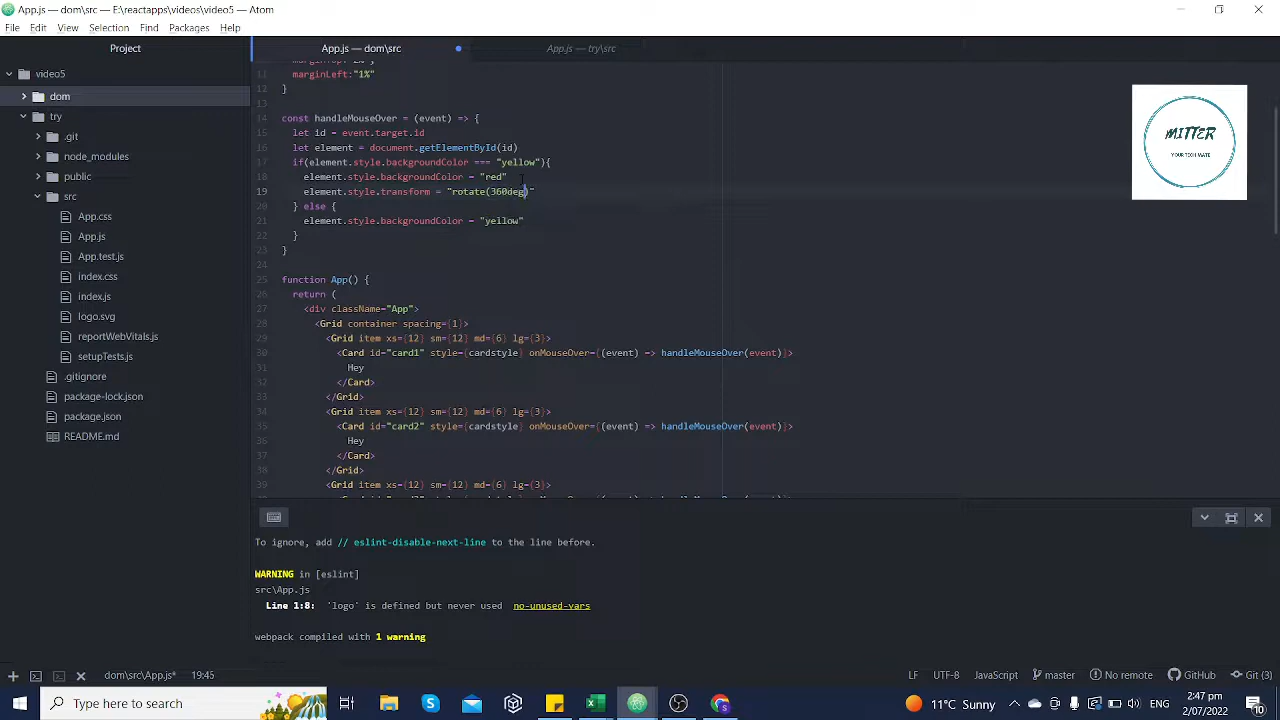 App.js — E:\reactapps\videos\video5 — Atom
File Edit View Selection Find Packages Help
Project
App.js — dom\src
App.js — try\src
video5
dom
try
.git
node_modules
public
src
App.css
App.js
App.test.js
index.css
index.js
logo.svg
reportWebVitals.js
setupTests.js
.gitignore
package-lock.json
package.json
README.md
11 marginLeft:"1%"
12 }
13
14 const handleMouseOver = (event) => {
15 let id = event.target.id
16 let element = document.getElementById(id)
17 if(element.style.backgroundColor === "yellow"){
18 element.style.backgroundColor = "red"
19 element.style.transform = "rotate(360deg)"
20 } else {
21 element.style.backgroundColor = "yellow"
22 }
23 }
24
25 function App() {
26 return (
27 <div className="App">
28 <Grid container spacing={1}>
29 <Grid item xs={12} sm={12} md={6} lg={3}>
30 <Card id="card1" style={cardstyle} onMouseOver={(event) => handleMouseOver(event)}>
31 Hey
32 </Card>
33 </Grid>
34 <Grid item xs={12} sm={12} md={6} lg={3}>
35 <Card id="card2" style={cardstyle} onMouseOver={(event) => handleMouseOver(event)}>
36 Hey
37 </Card>
38 </Grid>
39 <Grid item xs={12} sm={12} md={6} lg={3}>
MITTER
YOUR TECH MATE
To ignore, add // eslint-disable-next-line to the line before.
WARNING in [eslint]
src\App.js
Line 1:8: 'logo' is defined but never used no-unused-vars
webpack compiled with 1 warning
dom\src\App.js* 19:45
LF UTF-8 JavaScript master No remote GitHub Git (3)
Type here to search
11°C Sunny
ENG
2:47 pm
2/07/2022
10